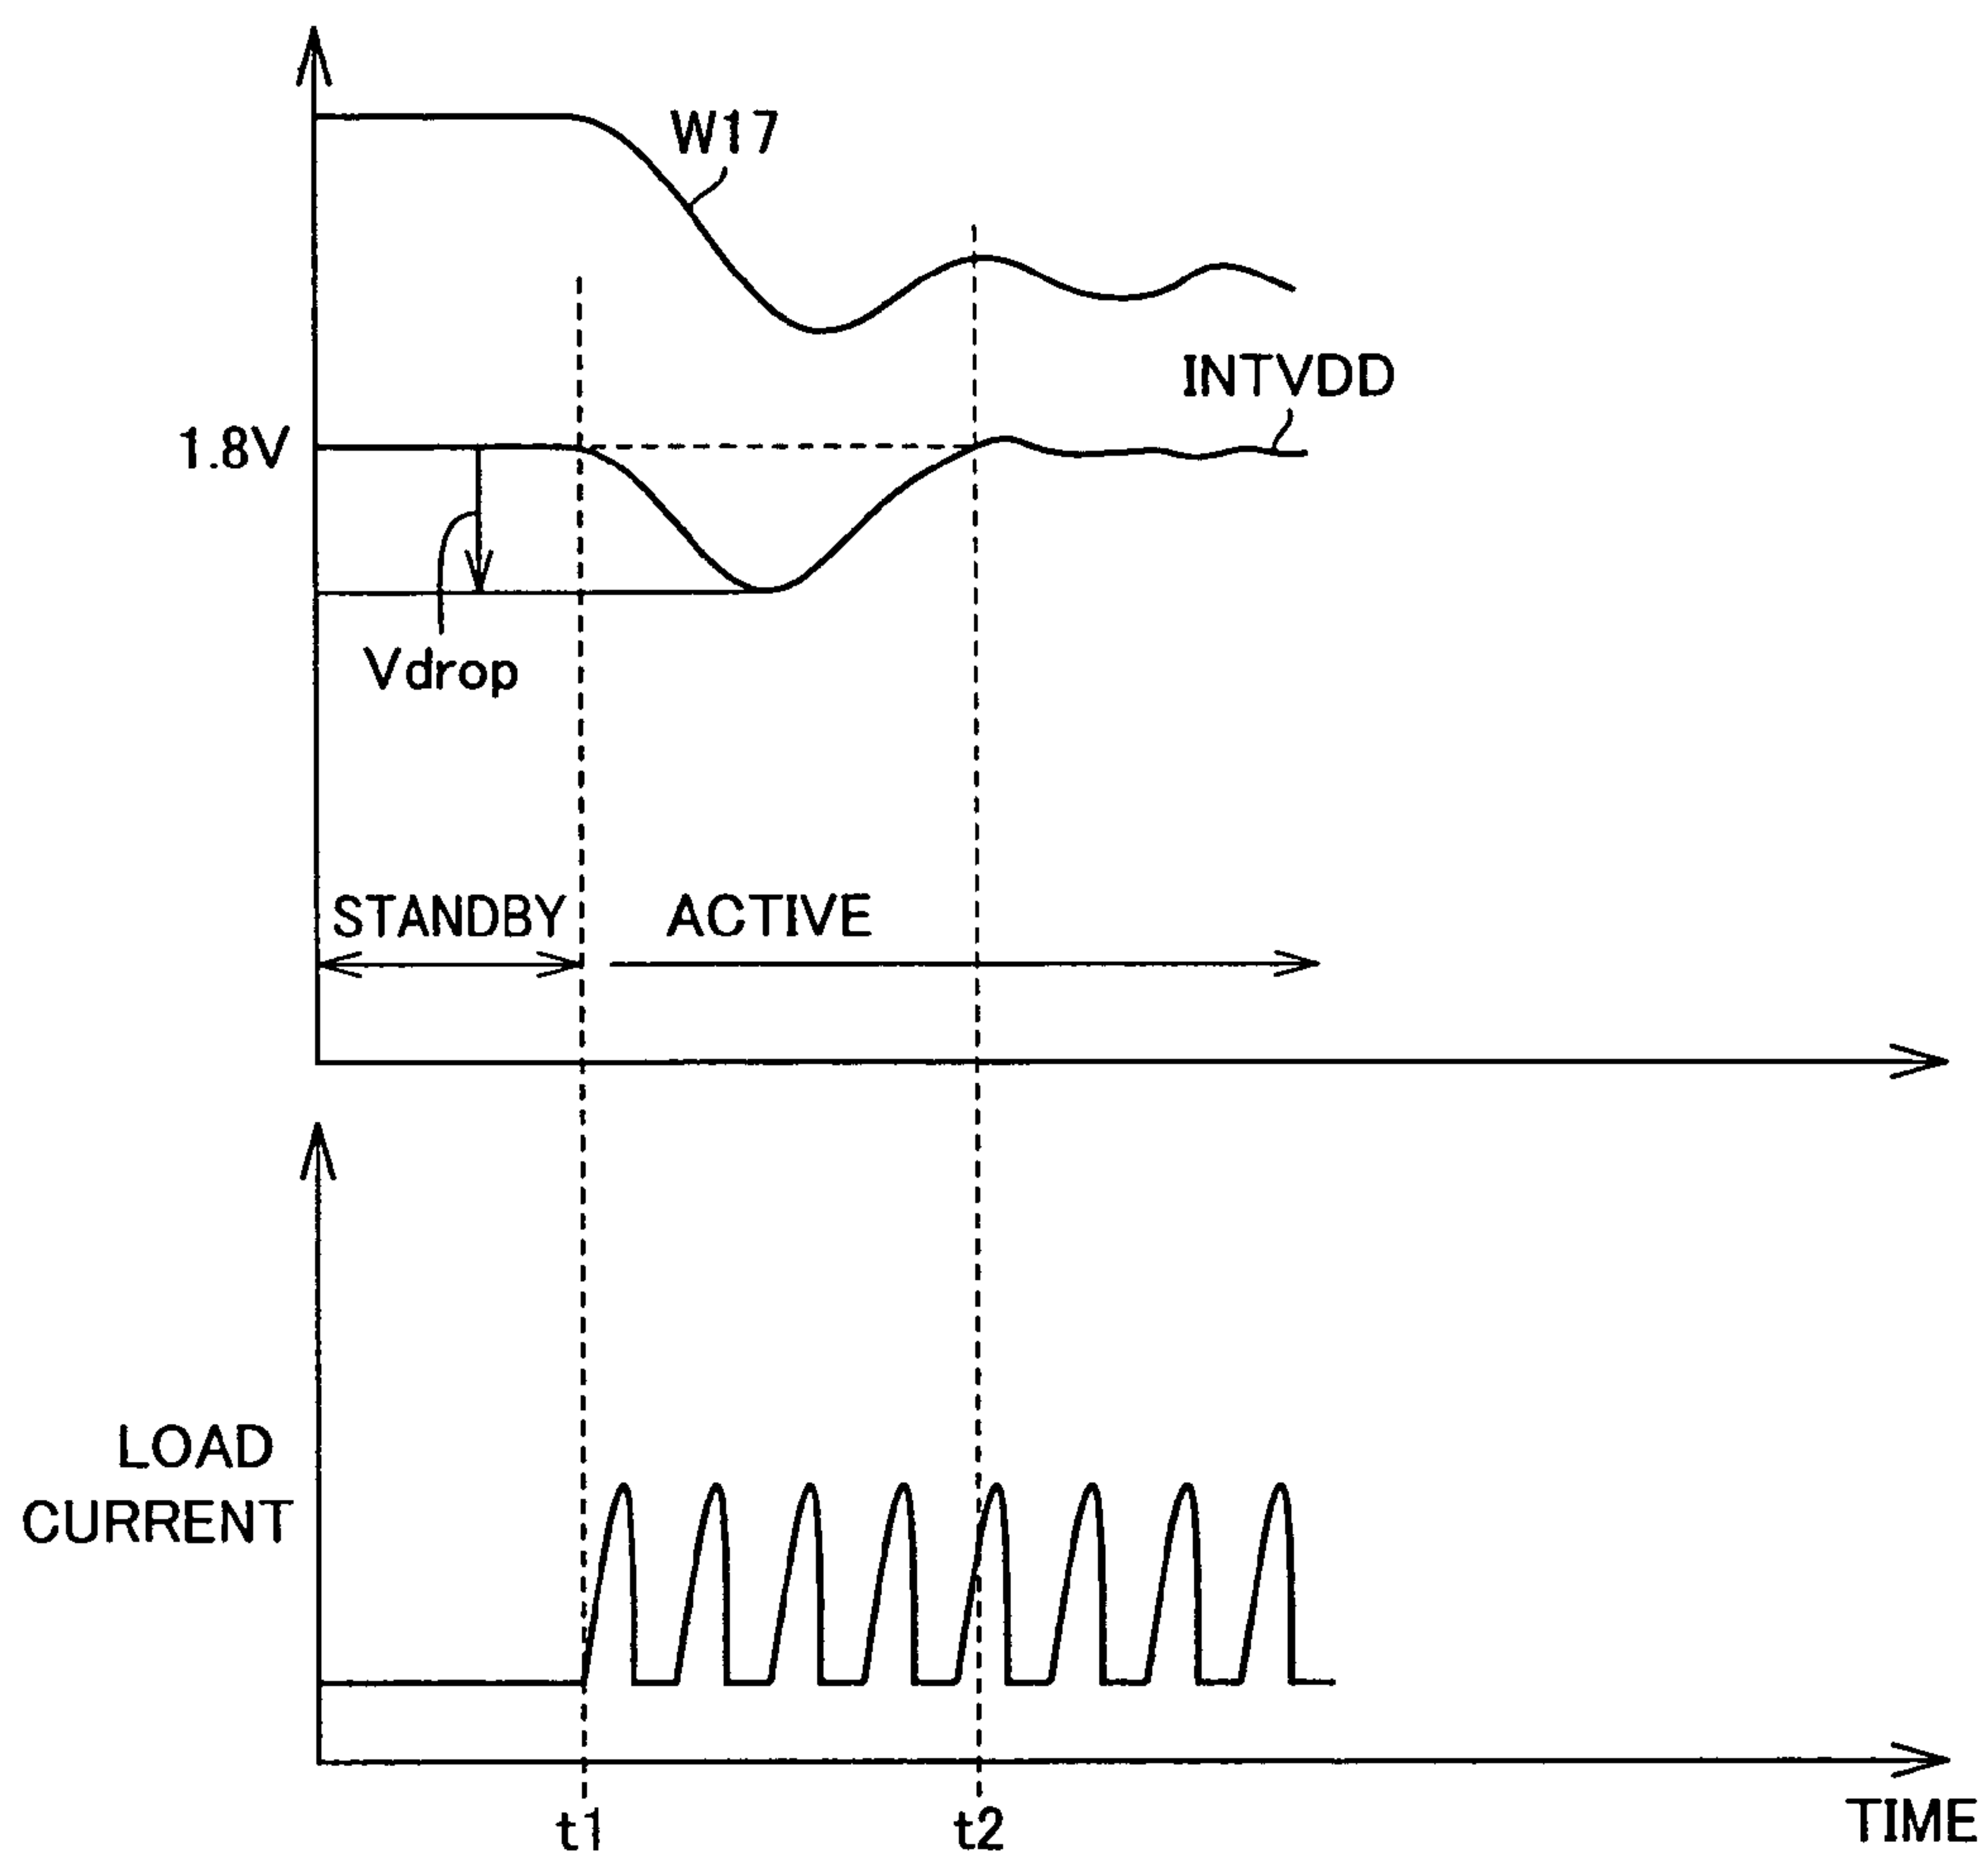 W17
INTVDD
1.8V
Vdrop
STANDBY
ACTIVE
LOAD
CURRENT
t1
t2
TIME